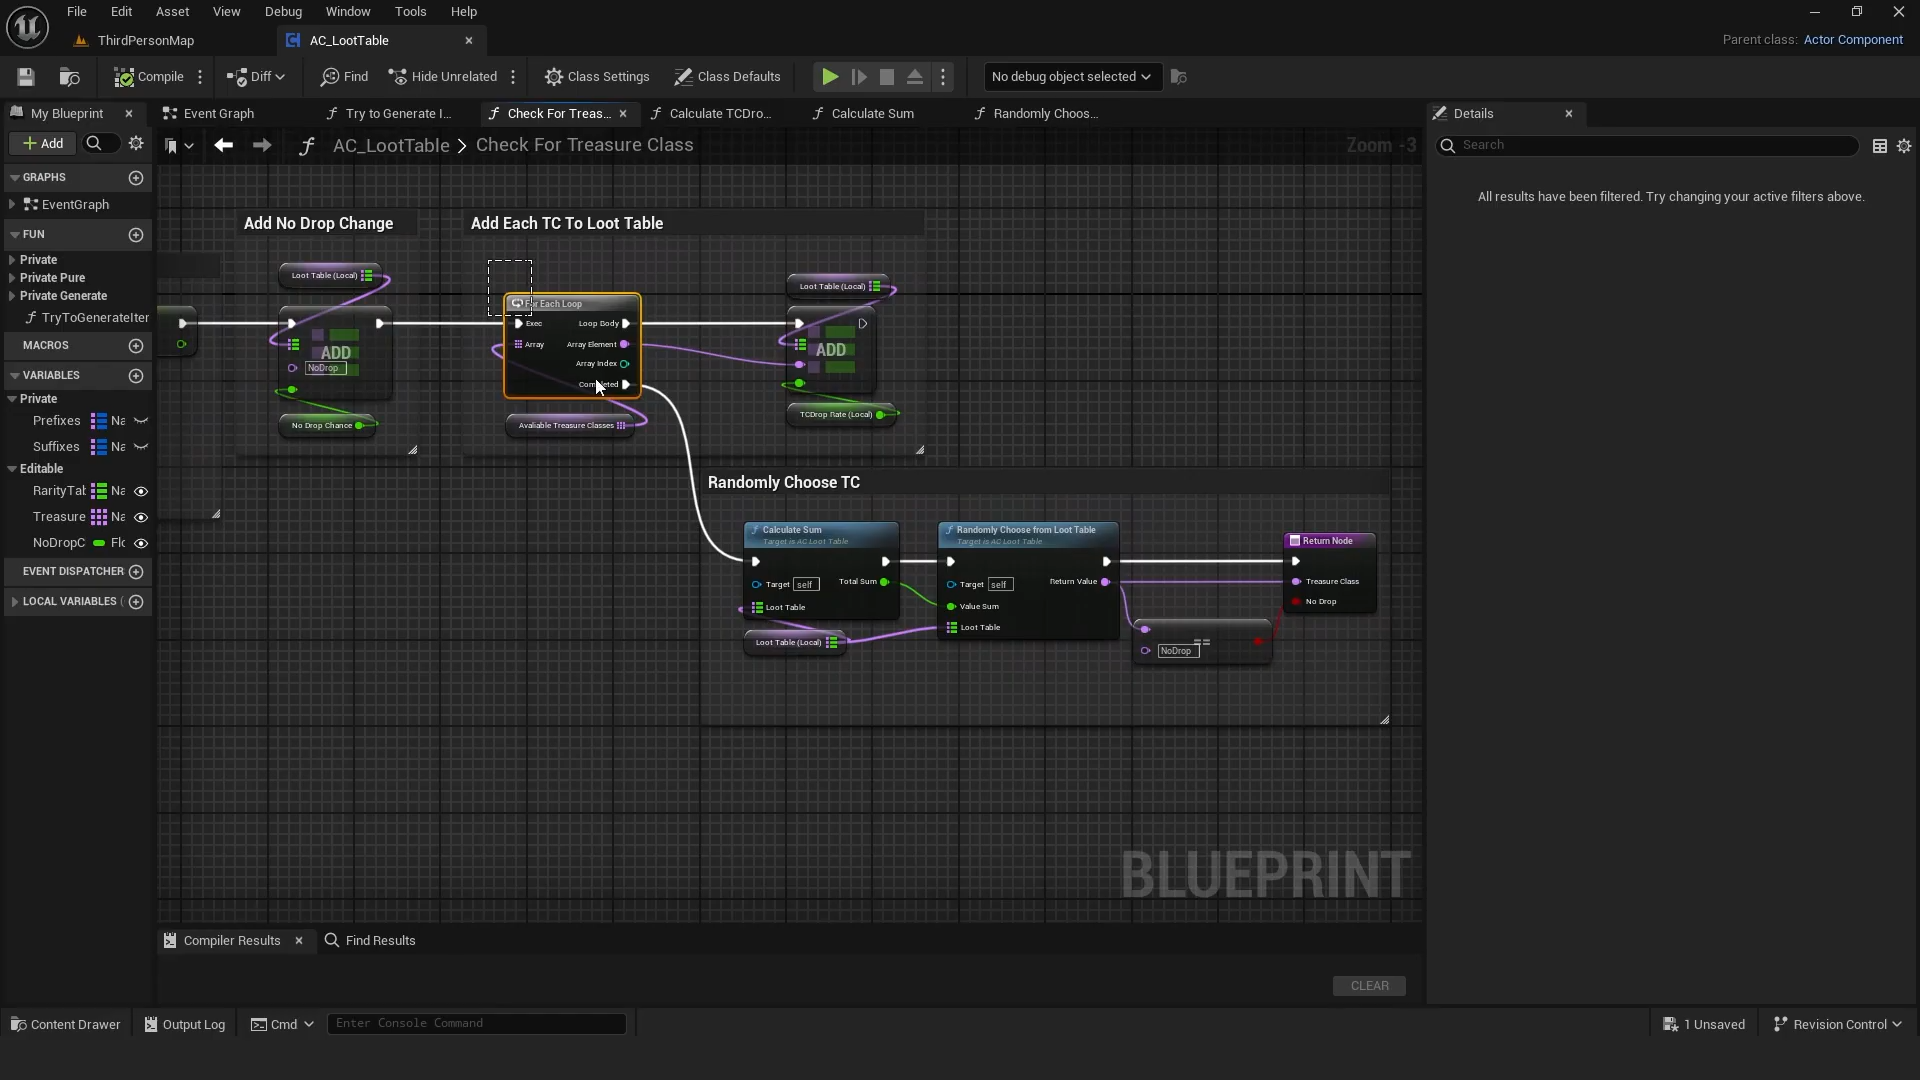 File Edit Asset View Debug Window Tools Help
ThirdPersonMap
AC_LootTable
Parent class: Actor Component
Compile
Diff
Find
Hide Unrelated
Class Settings
Class Defaults
No debug object selected
My Blueprint
Event Graph
Try to Generate I...
Check For Treas...
Calculate TCDro...
Calculate Sum
Randomly Choos...
Details
Add
AC_LootTable > Check For Treasure Class
Zoom -3
Search
All results have been filtered. Try changing your active filters above.
GRAPHS
EventGraph
FUN
Private
Private Pure
Private Generate
TryToGenerateIter
MACROS
VARIABLES
Private
Prefixes Na
Suffixes Na
Editable
RarityTab Na
Treasure Na
NoDropC Flo
EVENT DISPATCHER
LOCAL VARIABLES (
Add No Drop Change
Loot Table (Local)
ADD
NoDrop
No Drop Chance
Add Each TC To Loot Table
For Each Loop
Exec Loop Body
Array Array Element
Array Index
Completed
Avaliable Treasure Classes
Loot Table (Local)
ADD
TCDrop Rate (Local)
Randomly Choose TC
Calculate Sum
Target is AC Loot Table
Target self Total Sum
Loot Table
Loot Table (Local)
Randomly Choose from Loot Table
Target is AC Loot Table
Target self Return Value
Value Sum
Loot Table
==
NoDrop
Return Node
Treasure Class
No Drop
BLUEPRINT
Compiler Results
Find Results
CLEAR
Content Drawer
Output Log
Cmd
Enter Console Command
1 Unsaved
Revision Control